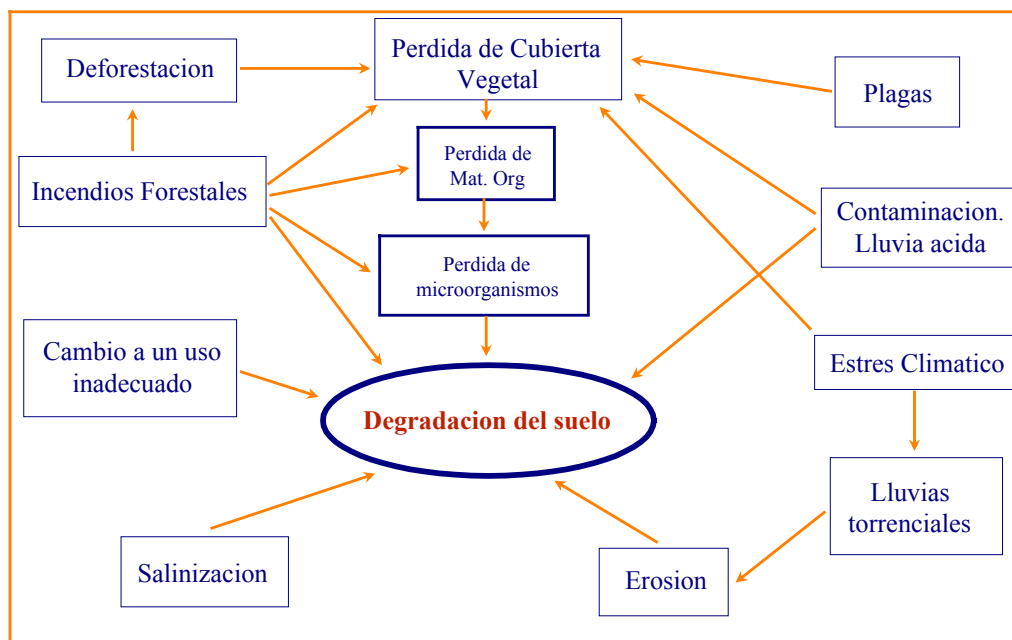 Deforestacion
Perdida de Cubierta
Vegetal
Plagas
Incendios Forestales
Perdida de
Mat. Org
Contaminacion.
Lluvia acida
Perdida de
microorganismos
Cambio a un uso
inadecuado
Estres Climatico
Degradacion del suelo
Lluvias
torrenciales
Salinizacion
Erosion